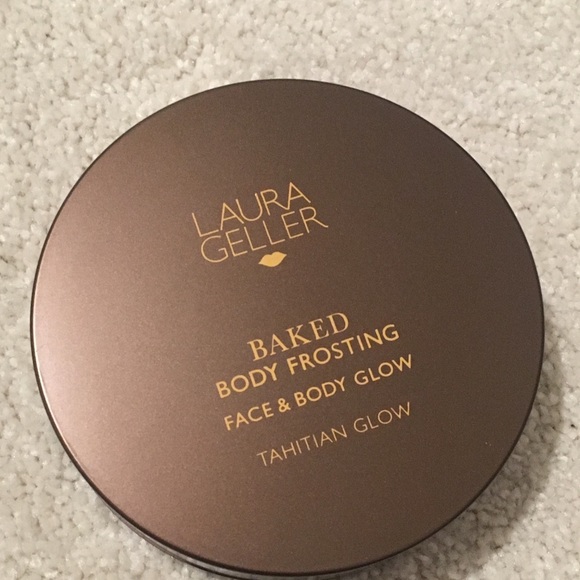 LAURA
GELLER
BAKED
BODY FROSTING
FACE & BODY GLOW
TAHITIAN GLOW